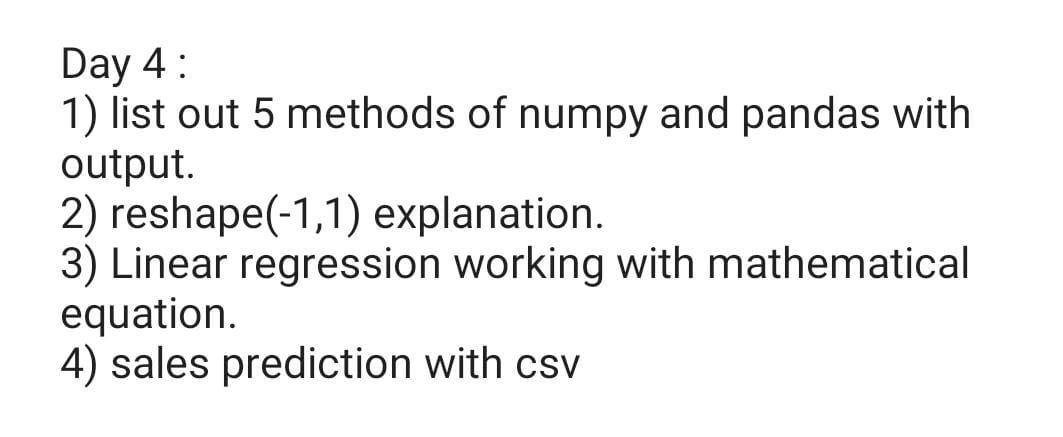 Day 4 :
1) list out 5 methods of numpy and pandas with
output.
2) reshape(-1,1) explanation.
3) Linear regression working with mathematical
equation.
4) sales prediction with csv